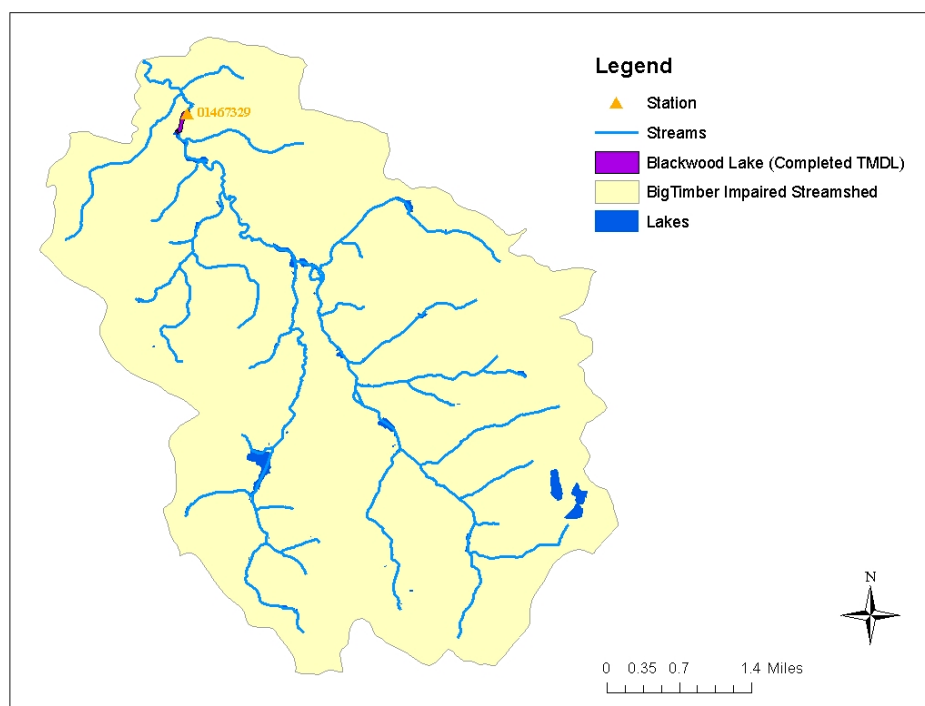 Legend
Station
Streams
Blackwood Lake (Completed TMDL)
BigTimber Impaired Streamshed
Lakes
01467329
N
0 0.35 0.7 1.4 Miles